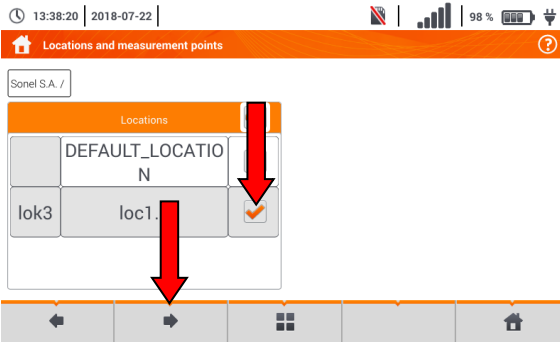 13:38:20 2018-07-22 98 %
Locations and measurement points ?
Sonel S.A. /
Locations
DEFAULT_LOCATIO
N
lok3 loc1.